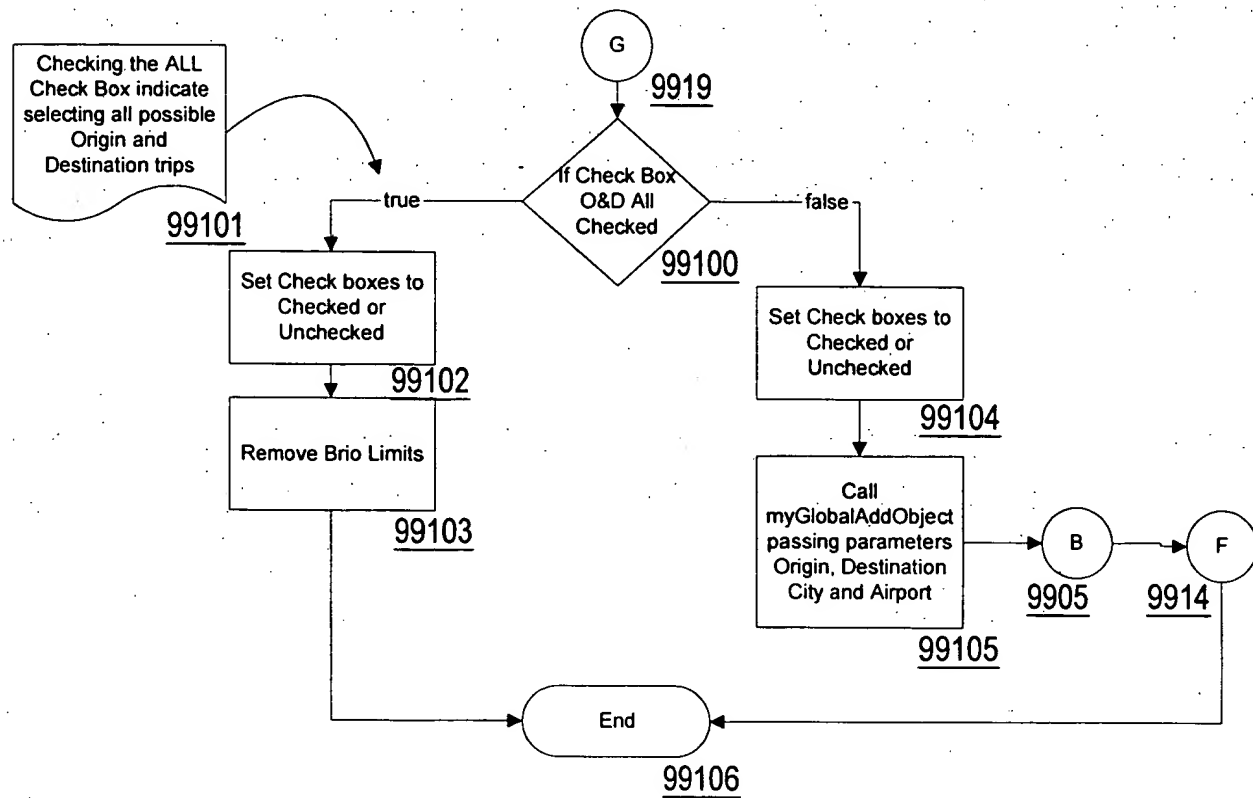 G
9919
Checking the ALL
Check Box indicate
selecting all possible
Origin and
Destination trips
99101
If Check Box
O&D All
Checked
99100
true
false
Set Check boxes to
Checked or
Unchecked
99102
Set Check boxes to
Checked or
Unchecked
99104
Remove Brio Limits
99103
Call
myGlobalAddObject
passing parameters
Origin, Destination
City and Airport
99105
B
9905
F
9914
End
99106